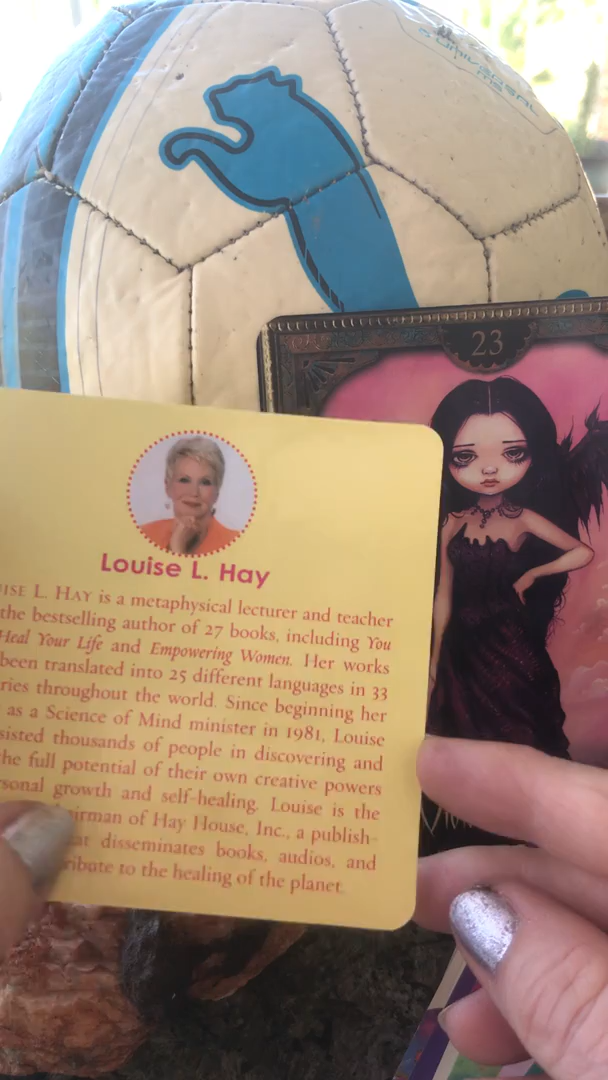 23
Louise L. Hay
ISE L. HAY is a metaphysical lecturer and teacher
the bestselling author of 27 books, including You
Heal Your Life and Empowering Women. Her works
been translated into 25 different languages in 33
ries throughout the world. Since beginning her
as a Science of Mind minister in 1981, Louise
sisted thousands of people in discovering and
the full potential of their own creative powers
rsonal growth and self-healing. Louise is the
airman of Hay House, Inc., a publish-
at disseminates books, audios, and
ribute to the healing of the planet.